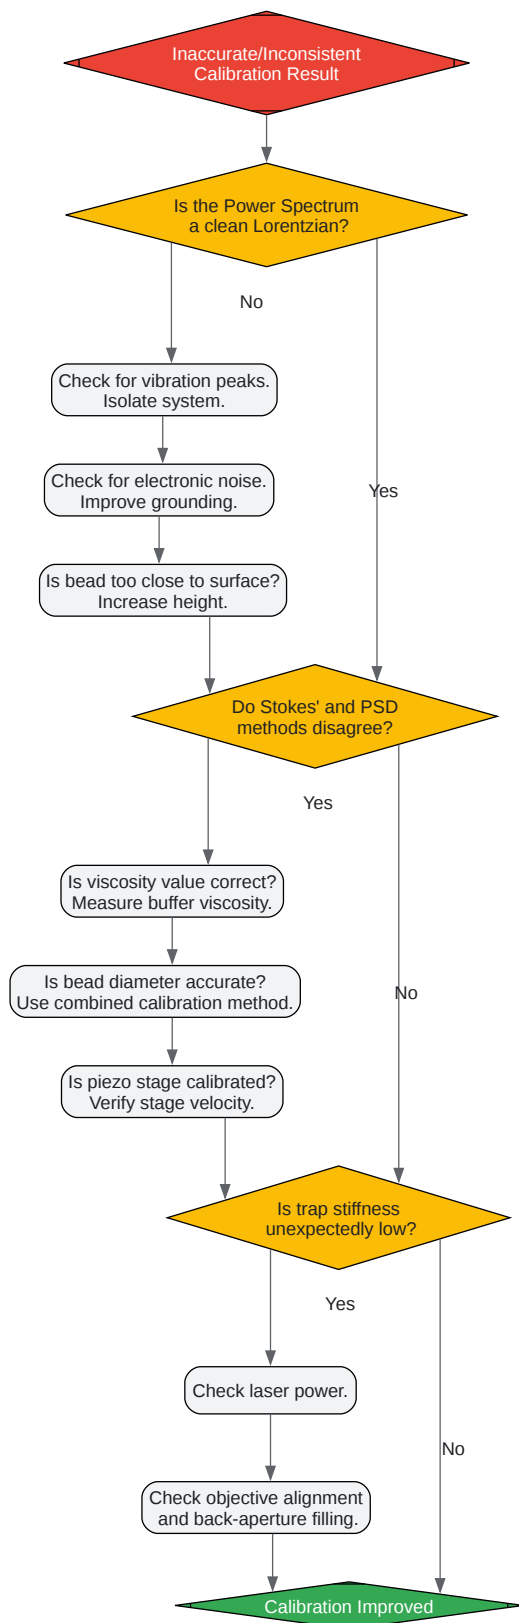 Inaccurate/Inconsistent
Calibration Result
Is the Power Spectrum
a clean Lorentzian?
No
Check for vibration peaks.
Isolate system.
Check for electronic noise.
Improve grounding.
Yes
Is bead too close to surface?
Increase height.
Do Stokes' and PSD
methods disagree?
Yes
Is viscosity value correct?
Measure buffer viscosity.
Is bead diameter accurate?
Use combined calibration method.
No
Is piezo stage calibrated?
Verify stage velocity.
Is trap stiffness
unexpectedly low?
Yes
Check laser power.
No
Check objective alignment
and back-aperture filling.
Calibration Improved